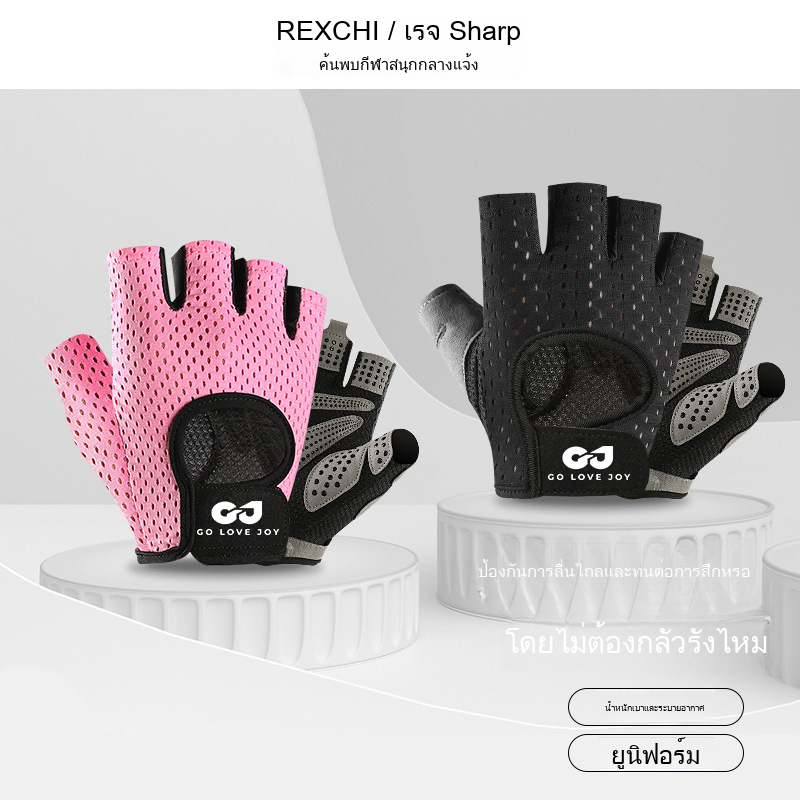 REXCHI / เรจ Sharp
ค้นพบกีฬาสนุกกลางแจ้ง
GO LOVE JOY
GO LOVE JOY
ป้องกันการลื่นไถลและทนต่อการสึกหรอ
โดยไม่ต้องกลัวรังไหม
น้ำหนักเบาและระบายอากาศ
ยูนิฟอร์ม